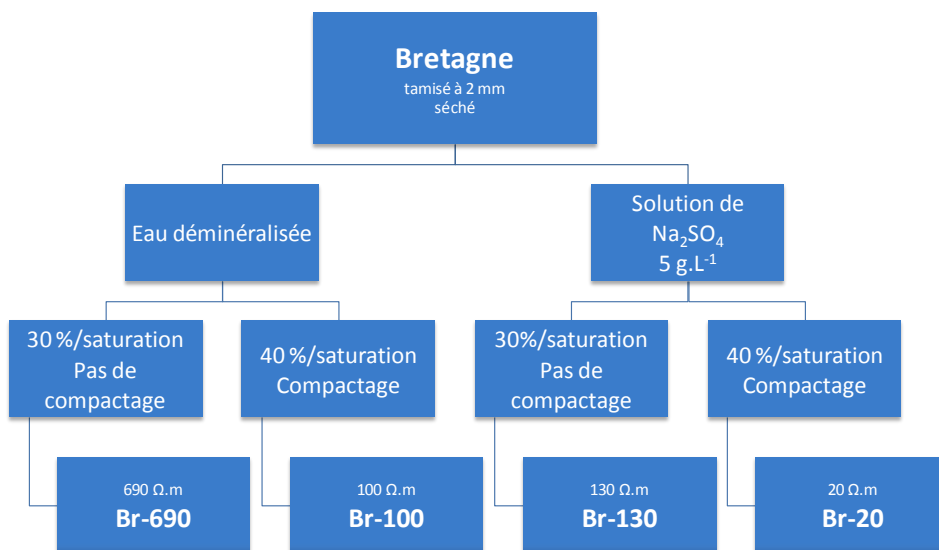 Bretagne
tamisé à 2 mm
séché
Eau déminéralisée
Solution de
Na₂SO₄
5 g.L⁻¹
30 %/saturation
Pas de
compactage
40 %/saturation
Compactage
30%/saturation
Pas de
compactage
40 %/saturation
Compactage
690 Ω.m
Br-690
100 Ω.m
Br-100
130 Ω.m
Br-130
20 Ω.m
Br-20